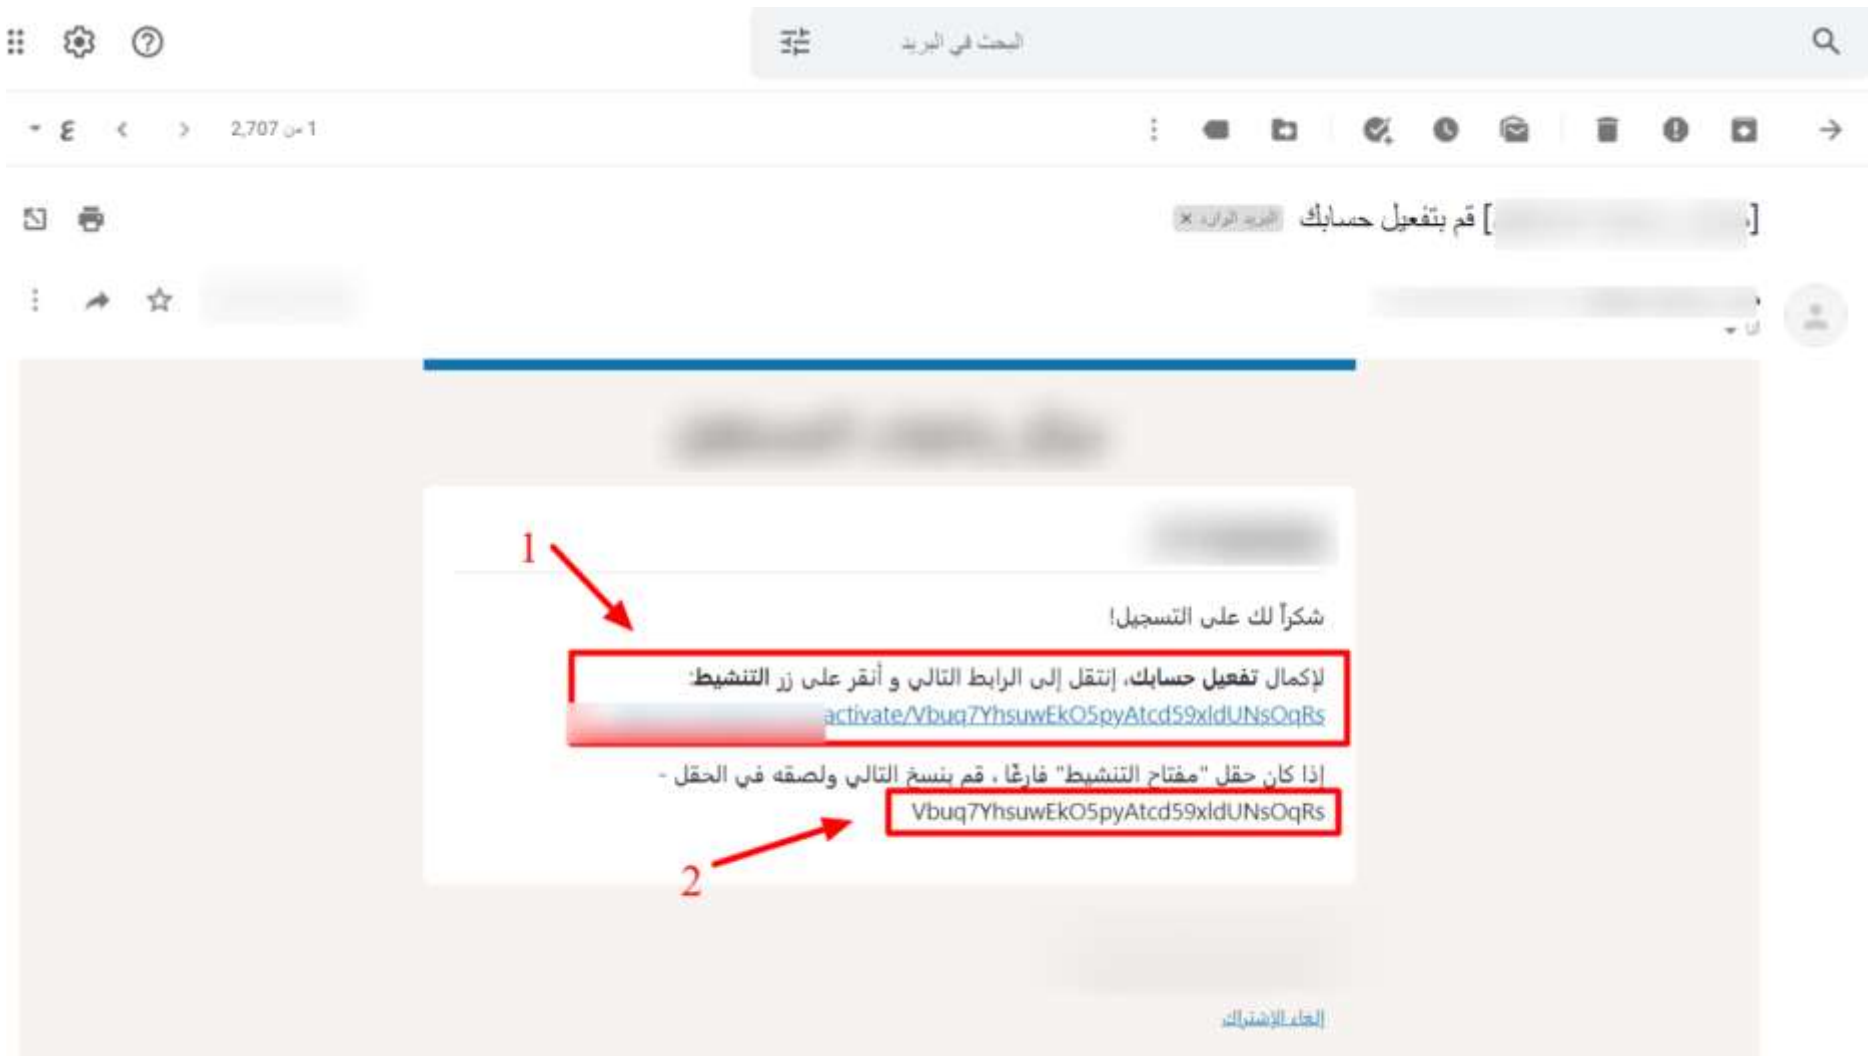 البحث في البريد
1 من 2,707
ع
[ ] قم بتفعيل حسابك البريد الوارد ×
أنا
1
شكراً لك على التسجيل!
لإكمال تفعيل حسابك، إنتقل إلى الرابط التالي و أنقر على زر التنشيط:
activate/Vbuq7YhsuwEkO5pyAtcd59xldUNsOqRs
إذا كان حقل "مفتاح التنشيط" فارغًا ، قم بنسخ التالي ولصقه في الحقل -
Vbuq7YhsuwEkO5pyAtcd59xldUNsOqRs
2
إلغاء الإشتراك